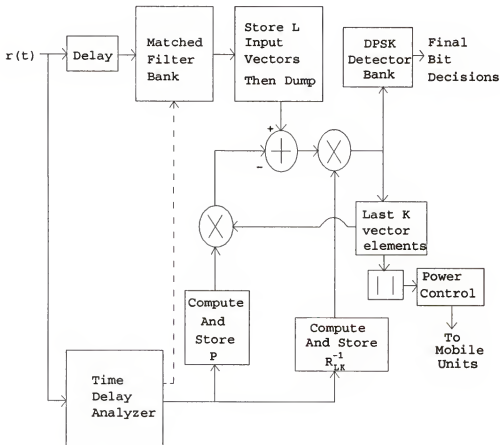 r(t)
Delay
Matched
Filter
Bank
Store L
Input
Vectors
Then Dump
DPSK
Detector
Bank
Final
Bit
Decisions
+
-
+
X
X
Last K
vector
elements
| |
Power
Control
To
Mobile
Units
Compute
And
Store
P
Compute
And Store
R_{LK}^{-1}
Time
Delay
Analyzer